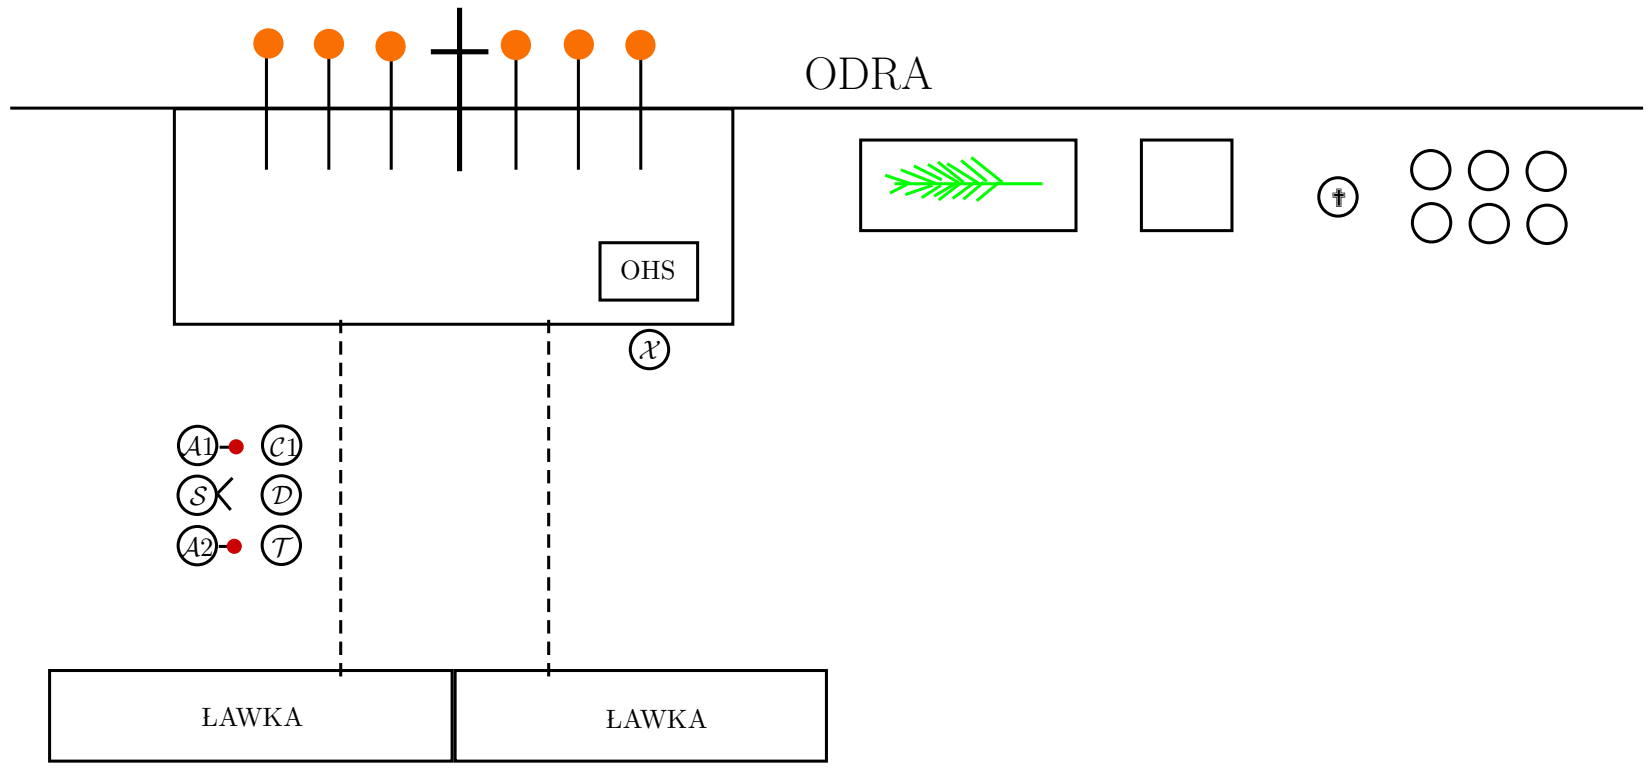 ODRA
OHS
𝒳
𝒜1 𝒞1
𝒮 𝒟
𝒜2 𝒯
ŁAWKA ŁAWKA